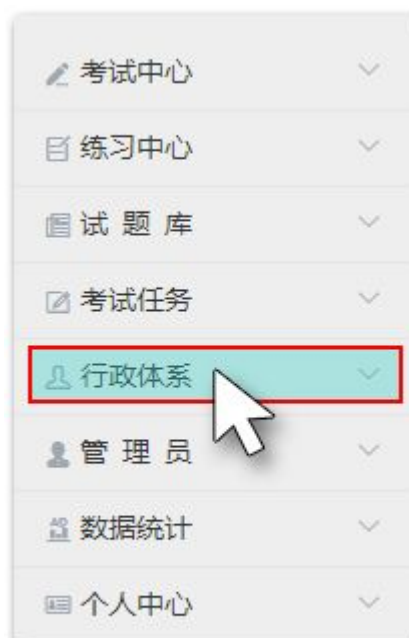 考试中心
练习中心
试 题 库
考试任务
行政体系
管 理 员
数据统计
个人中心